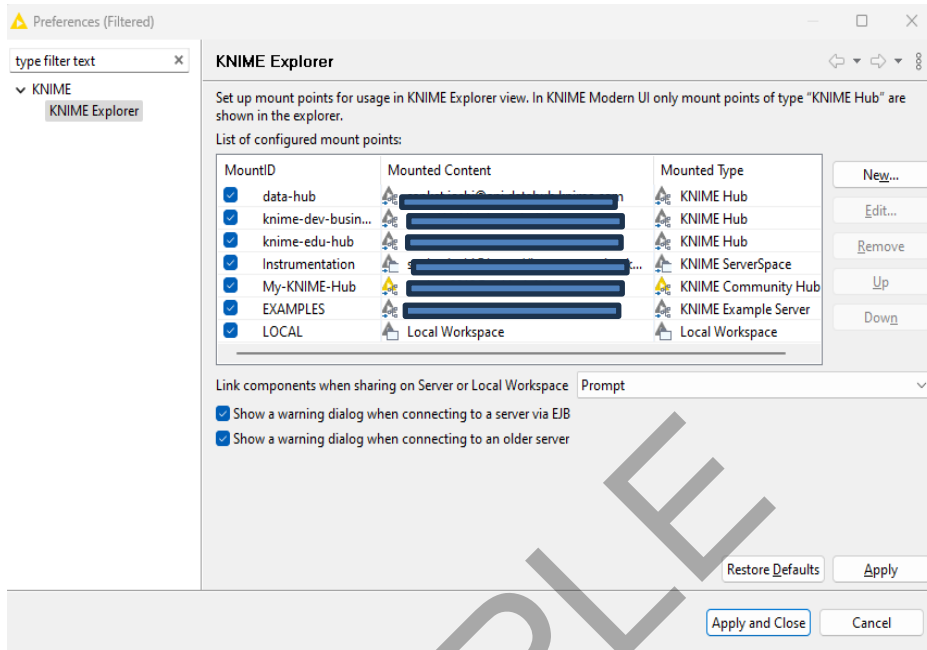 Preferences (Filtered)
type filter text
KNIME
KNIME Explorer
KNIME Explorer
Set up mount points for usage in KNIME Explorer view. In KNIME Modern UI only mount points of type "KNIME Hub" are
shown in the explorer.
List of configured mount points:
MountID Mounted Content Mounted Type
data-hub KNIME Hub
knime-dev-busin... KNIME Hub
knime-edu-hub KNIME Hub
Instrumentation KNIME ServerSpace
My-KNIME-Hub KNIME Community Hub
EXAMPLES KNIME Example Server
LOCAL Local Workspace Local Workspace
New...
Edit...
Remove
Up
Down
Link components when sharing on Server or Local Workspace Prompt
Show a warning dialog when connecting to a server via EJB
Show a warning dialog when connecting to an older server
Restore Defaults Apply
Apply and Close Cancel